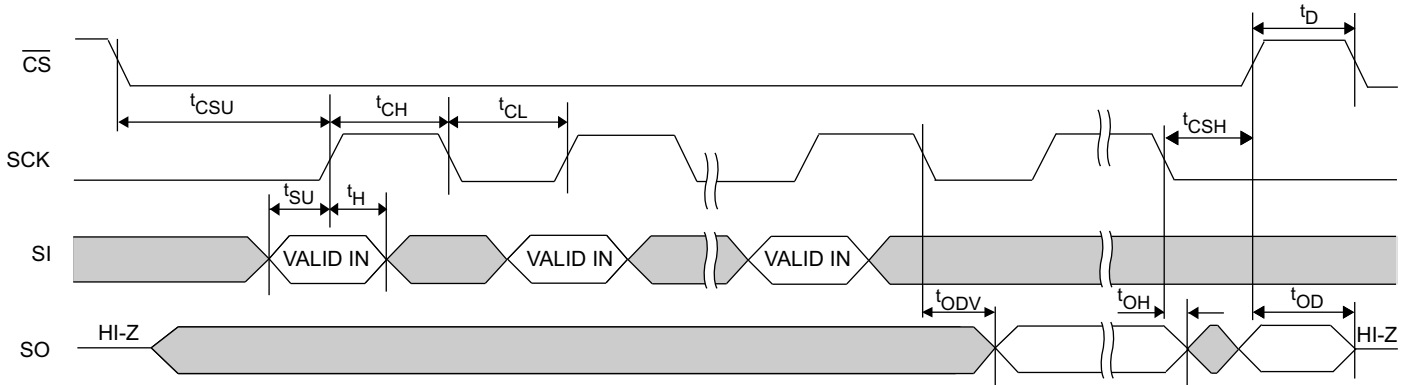 tD
CS
tCSU
tCH
tCL
tCSH
SCK
tSU
tH
SI
VALID IN
VALID IN
VALID IN
tODV
tOH
tOD
HI-Z
HI-Z
SO